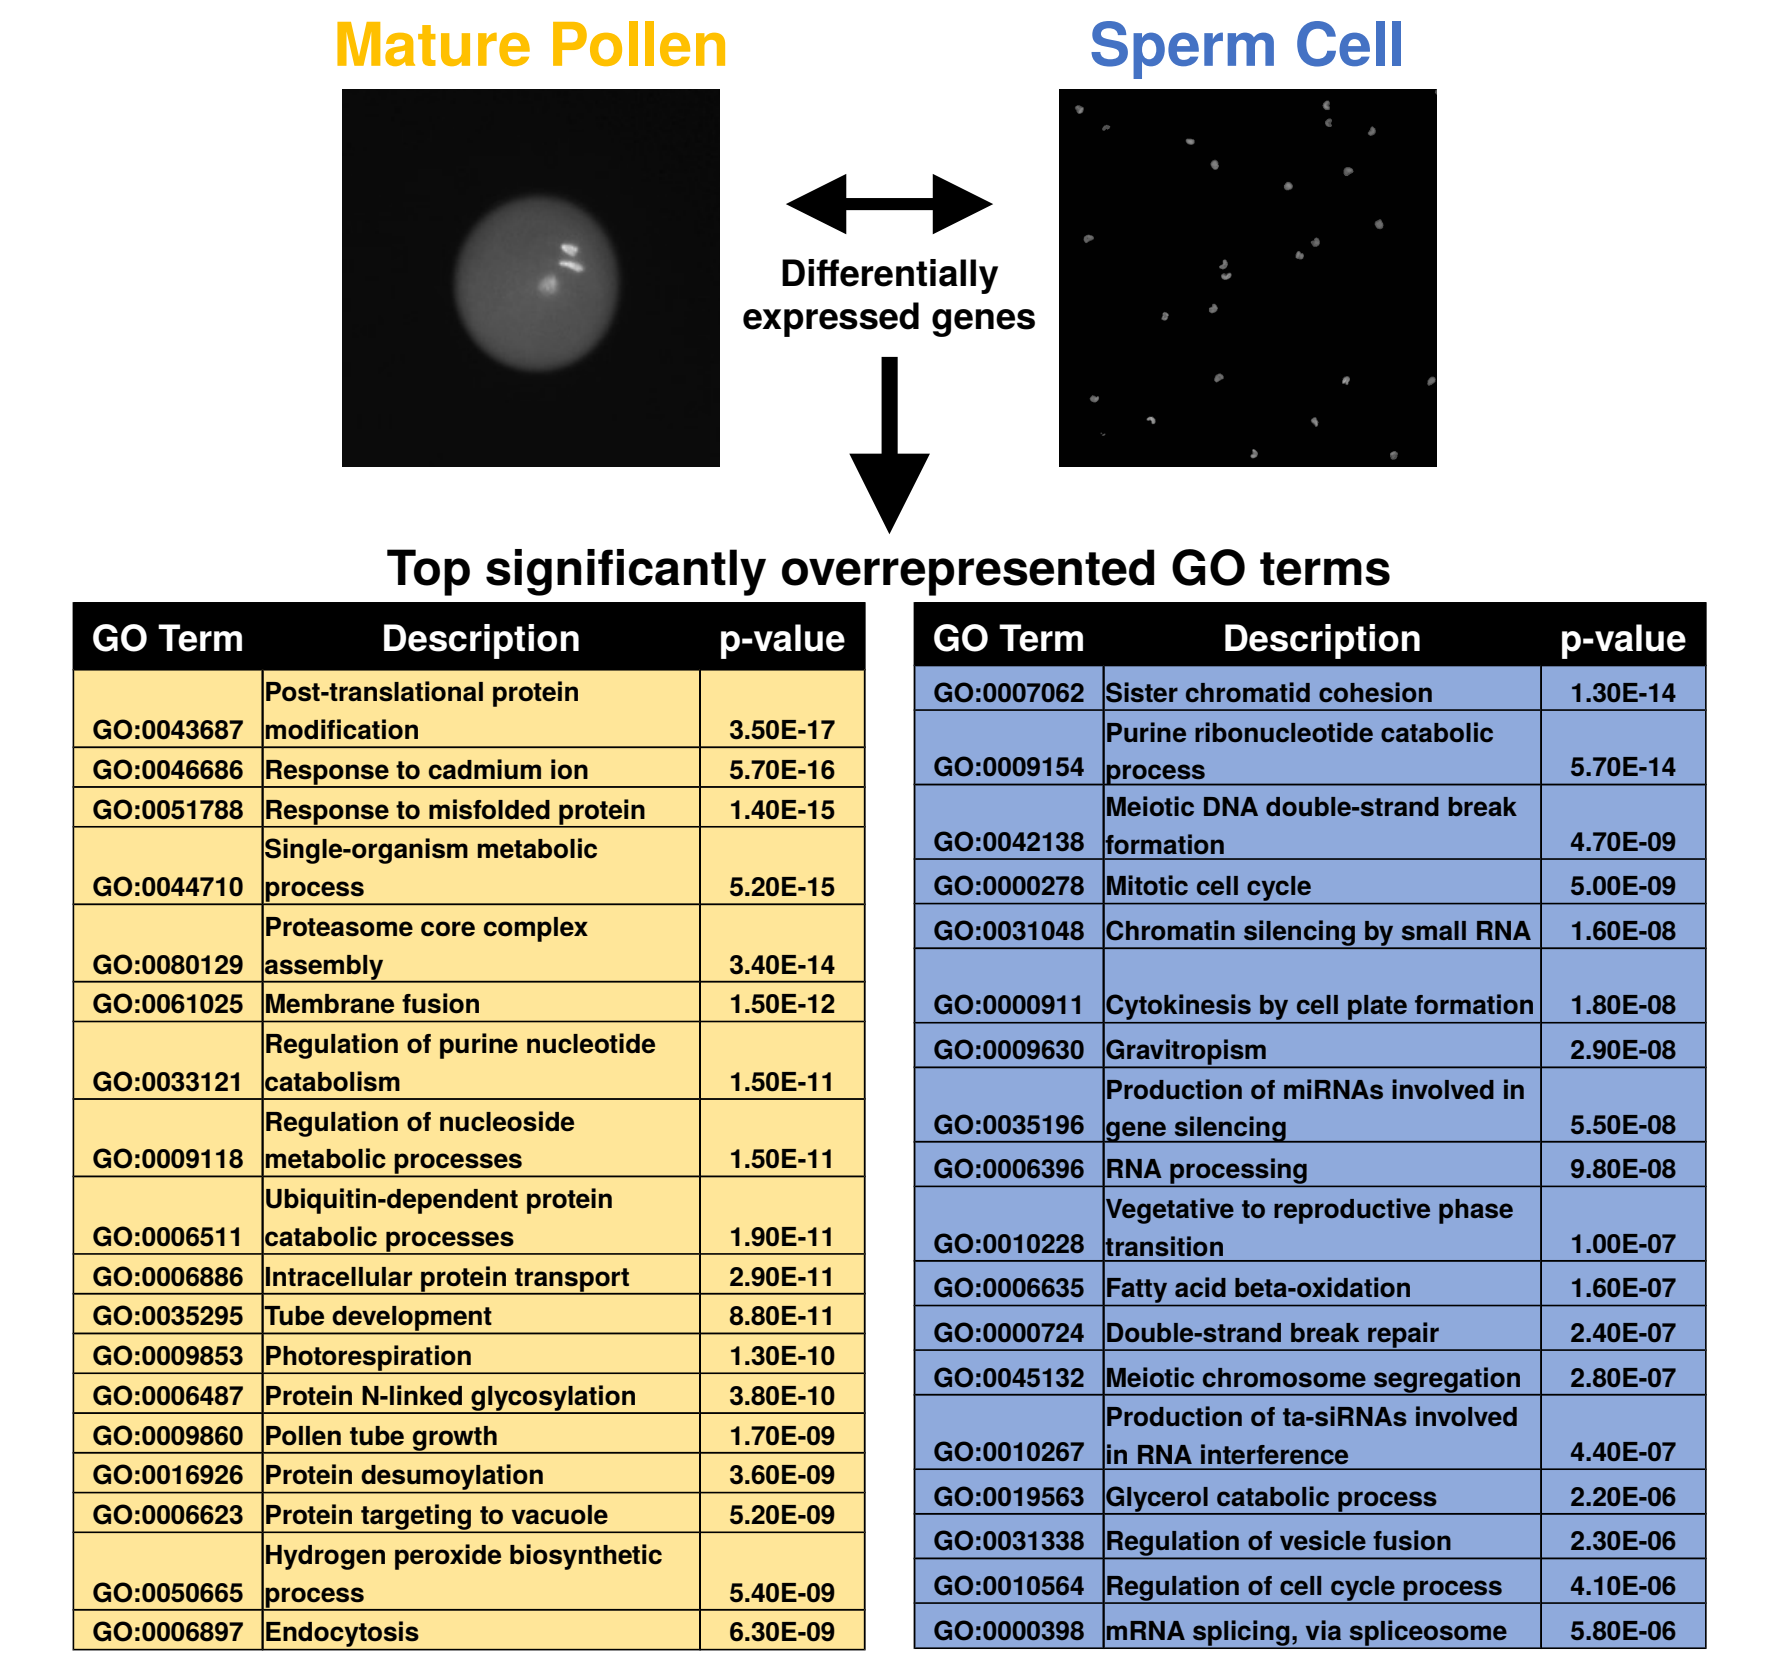 Mature Pollen
Sperm Cell
Differentially
expressed genes
Top significantly overrepresented GO terms
GO Term Description p-value
Post-translational protein
GO:0043687 modification 3.50E-17
GO:0046686 Response to cadmium ion 5.70E-16
GO:0051788 Response to misfolded protein 1.40E-15
Single-organism metabolic
GO:0044710 process 5.20E-15
Proteasome core complex
GO:0080129 assembly 3.40E-14
GO:0061025 Membrane fusion 1.50E-12
Regulation of purine nucleotide
GO:0033121 catabolism 1.50E-11
Regulation of nucleoside
GO:0009118 metabolic processes 1.50E-11
Ubiquitin-dependent protein
GO:0006511 catabolic processes 1.90E-11
GO:0006886 Intracellular protein transport 2.90E-11
GO:0035295 Tube development 8.80E-11
GO:0009853 Photorespiration 1.30E-10
GO:0006487 Protein N-linked glycosylation 3.80E-10
GO:0009860 Pollen tube growth 1.70E-09
GO:0016926 Protein desumoylation 3.60E-09
GO:0006623 Protein targeting to vacuole 5.20E-09
Hydrogen peroxide biosynthetic
GO:0050665 process 5.40E-09
GO:0006897 Endocytosis 6.30E-09
GO Term Description p-value
GO:0007062 Sister chromatid cohesion 1.30E-14
Purine ribonucleotide catabolic
GO:0009154 process 5.70E-14
Meiotic DNA double-strand break
GO:0042138 formation 4.70E-09
GO:0000278 Mitotic cell cycle 5.00E-09
GO:0031048 Chromatin silencing by small RNA 1.60E-08
GO:0000911 Cytokinesis by cell plate formation 1.80E-08
GO:0009630 Gravitropism 2.90E-08
Production of miRNAs involved in
GO:0035196 gene silencing 5.50E-08
GO:0006396 RNA processing 9.80E-08
Vegetative to reproductive phase
GO:0010228 transition 1.00E-07
GO:0006635 Fatty acid beta-oxidation 1.60E-07
GO:0000724 Double-strand break repair 2.40E-07
GO:0045132 Meiotic chromosome segregation 2.80E-07
Production of ta-siRNAs involved
GO:0010267 in RNA interference 4.40E-07
GO:0019563 Glycerol catabolic process 2.20E-06
GO:0031338 Regulation of vesicle fusion 2.30E-06
GO:0010564 Regulation of cell cycle process 4.10E-06
GO:0000398 mRNA splicing, via spliceosome 5.80E-06